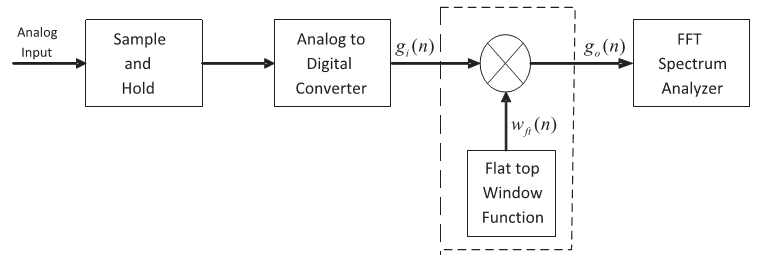 Analog
Input
Sample
and
Hold
Analog to
Digital
Converter
g_i(n)
g_o(n)
FFT
Spectrum
Analyzer
w_ft(n)
Flat top
Window
Function